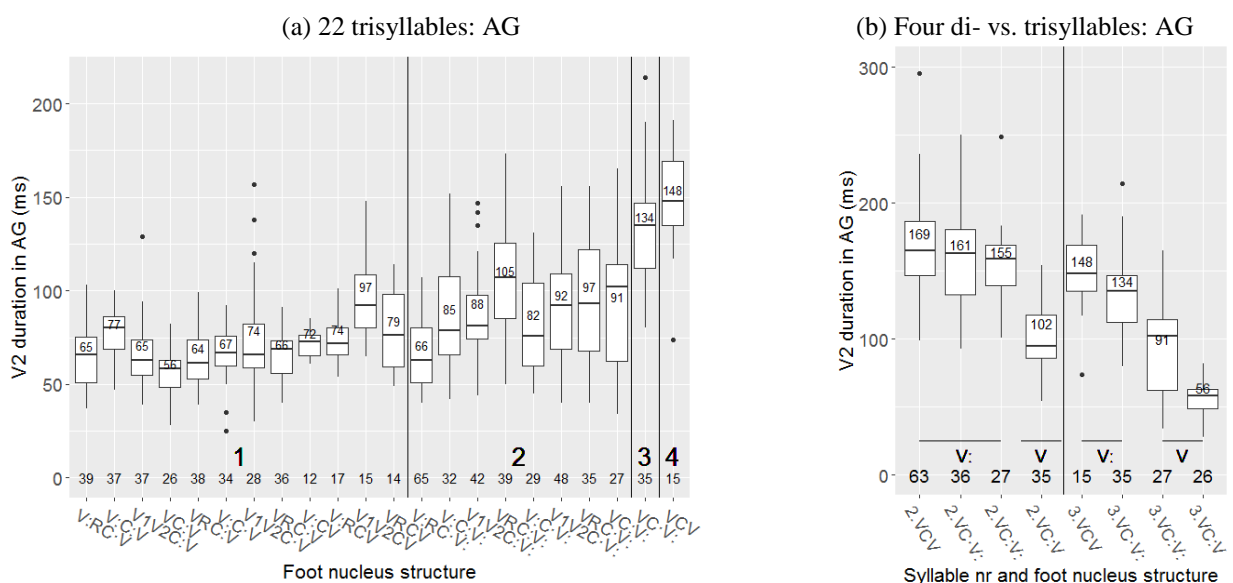 (a) 22 trisyllables: AG
V2 duration in AG (ms)
200
150
100
50
0
65 77 65 56 64 67 74 66 72 74 97 79 66 85 88 105 82 92 97 91 134 148
1 2 3 4
39 37 37 26 38 34 28 36 12 17 15 14 65 32 42 39 29 48 35 27 35 15
Foot nucleus structure
(b) Four di- vs. trisyllables: AG
V2 duration in AG (ms)
300
200
100
0
169 161 155 102 148 134 91 56
V: V V: V
63 36 27 35 15 35 27 26
2.VCV 2.VC:V: 2.VC:V: 2.VC:V 3.VCV 3.VC:V: 3.VC:V: 3.VC:V
Syllable nr and foot nucleus structure